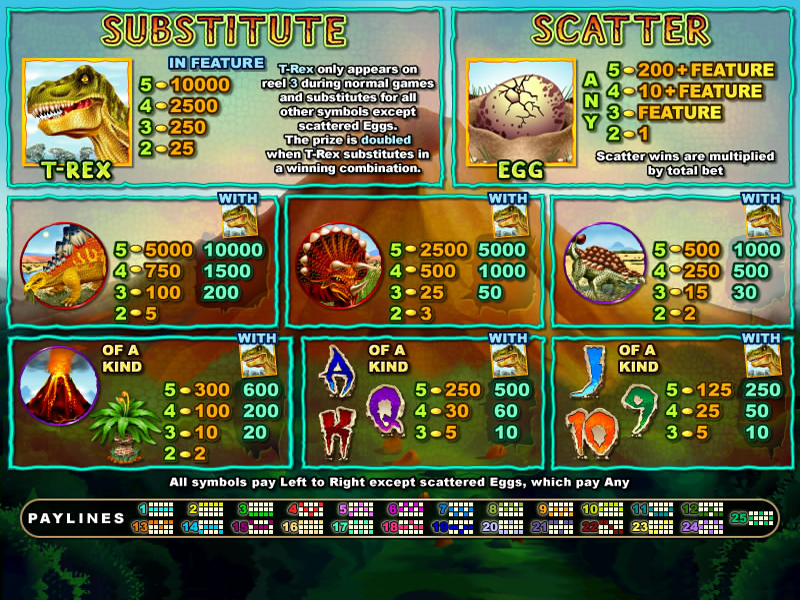 SUBSTITUTE
IN FEATURE
5 10000
4 2500
3 250
2 25
T-REX
T-Rex only appears on
reel 3 during normal games
and substitutes for all
other symbols except
scattered Eggs.
The prize is doubled
when T-Rex substitutes in
a winning combination.
SCATTER
EGG
ANY
5 200+FEATURE
4 10+FEATURE
3 FEATURE
2 1
Scatter wins are multiplied
by total bet
WITH
5 5000 10000
4 750 1500
3 100 200
2 5
WITH
5 2500 5000
4 500 1000
3 25 50
2 3
WITH
5 500 1000
4 250 500
3 15 30
2 2
OF A
KIND
WITH
5 300 600
4 100 200
3 10 20
2 2
A
K
Q
OF A
KIND
WITH
5 250 500
4 30 60
3 5 10
J
10
9
OF A
KIND
WITH
5 125 250
4 25 50
3 5 10
All symbols pay Left to Right except scattered Eggs, which pay Any
PAYLINES
1 2 3 4 5 6 7 8 9 10 11 12
13 14 15 16 17 18 19 20 21 22 23 24
25